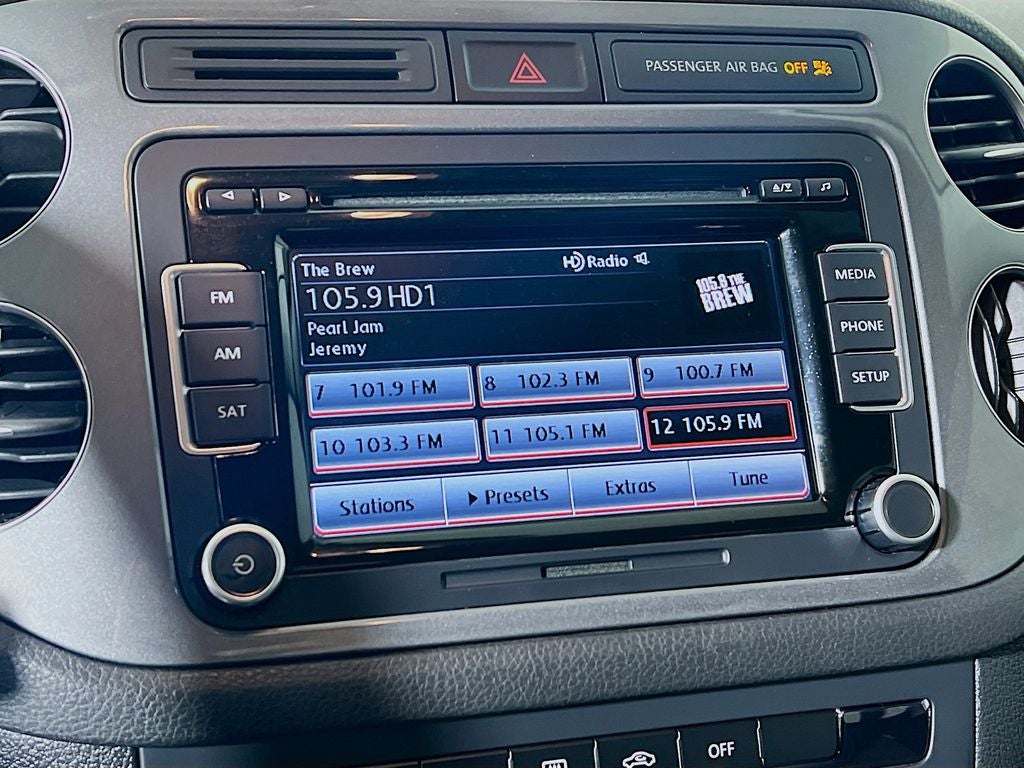 PASSENGER AIR BAG OFF
The Brew
HD Radio
105.9 HD1
105.9 THE
BREW
Pearl Jam
Jeremy
FM
AM
SAT
MEDIA
PHONE
SETUP
7 101.9 FM
8 102.3 FM
9 100.7 FM
10 103.3 FM
11 105.1 FM
12 105.9 FM
Stations
Presets
Extras
Tune
OFF